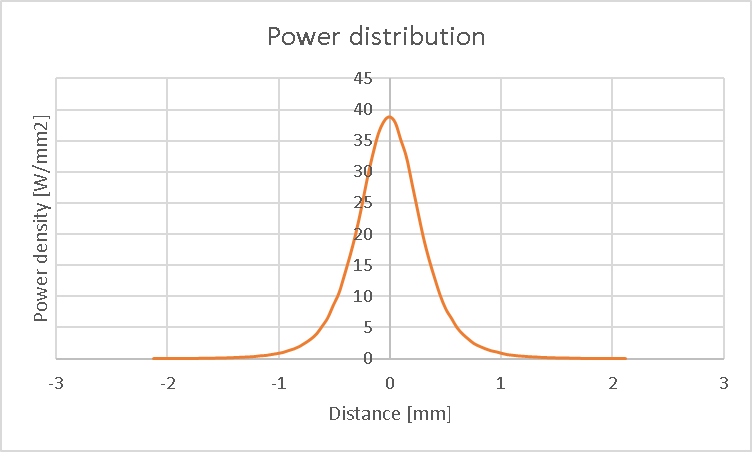 Power distribution
45
40
35
30
25
20
15
10
5
0
-3 -2 -1 0 1 2 3
Power density [W/mm2]
Distance [mm]